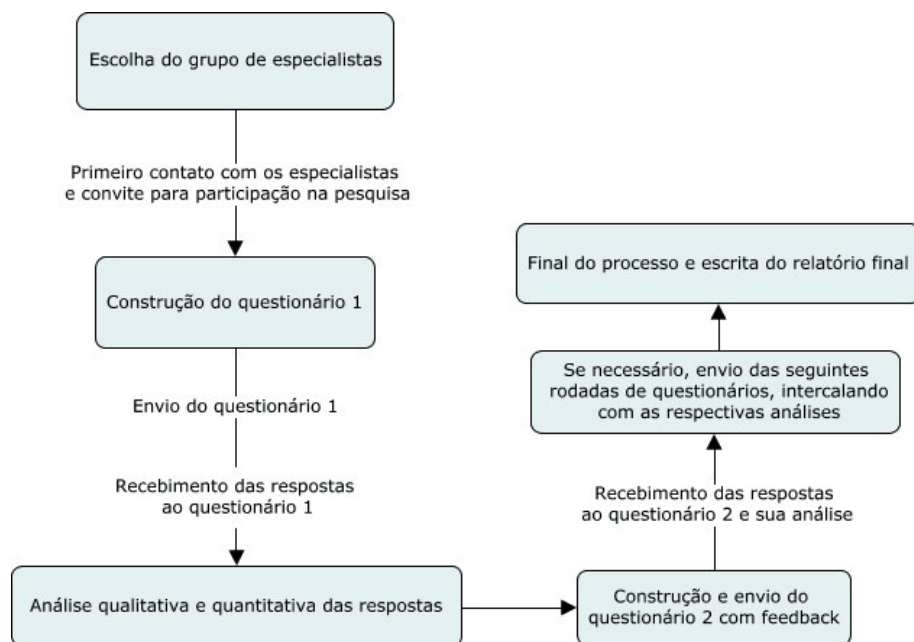 Escolha do grupo de especialistas
Primeiro contato com os especialistas
e convite para participação na pesquisa
Construção do questionário 1
Envio do questionário 1
Recebimento das respostas
ao questionário 1
Análise qualitativa e quantitativa das respostas
Construção e envio do
questionário 2 com feedback
Recebimento das respostas
ao questionário 2 e sua análise
Se necessário, envio das seguintes
rodadas de questionários, intercalando
com as respectivas análises
Final do processo e escrita do relatório final